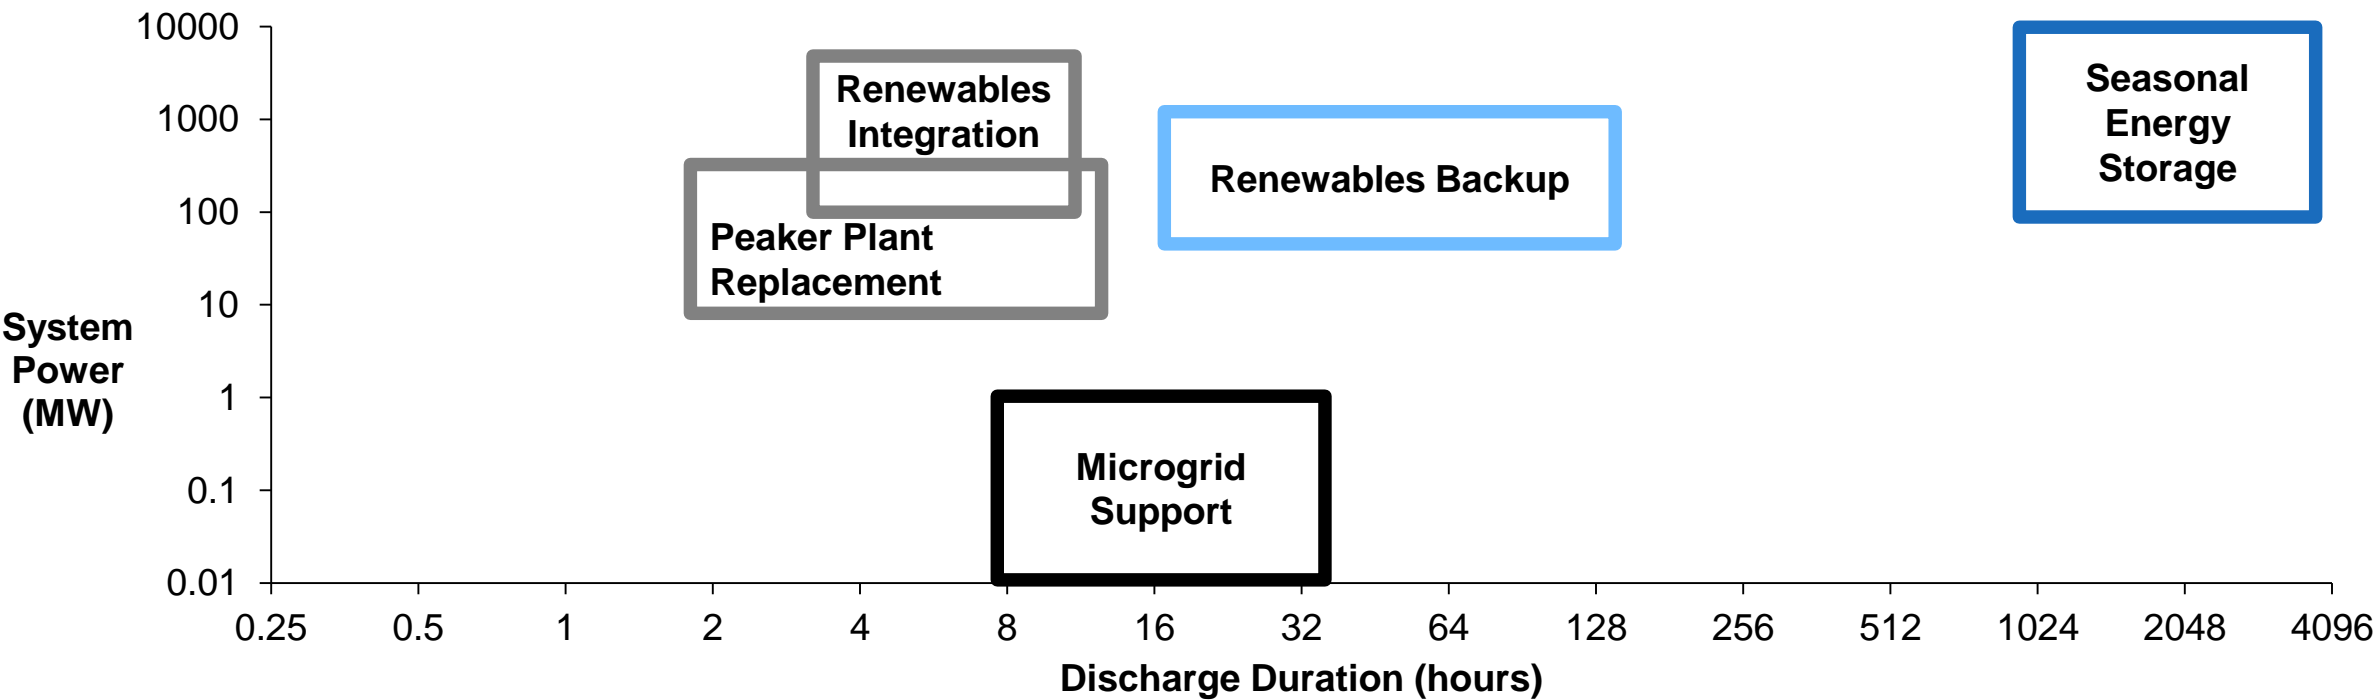 10000
1000
100
10
1
0.1
0.01
System
Power
(MW)
Renewables
Integration
Peaker Plant
Replacement
Renewables Backup
Seasonal
Energy
Storage
Microgrid
Support
0.25 0.5 1 2 4 8 16 32 64 128 256 512 1024 2048 4096
Discharge Duration (hours)